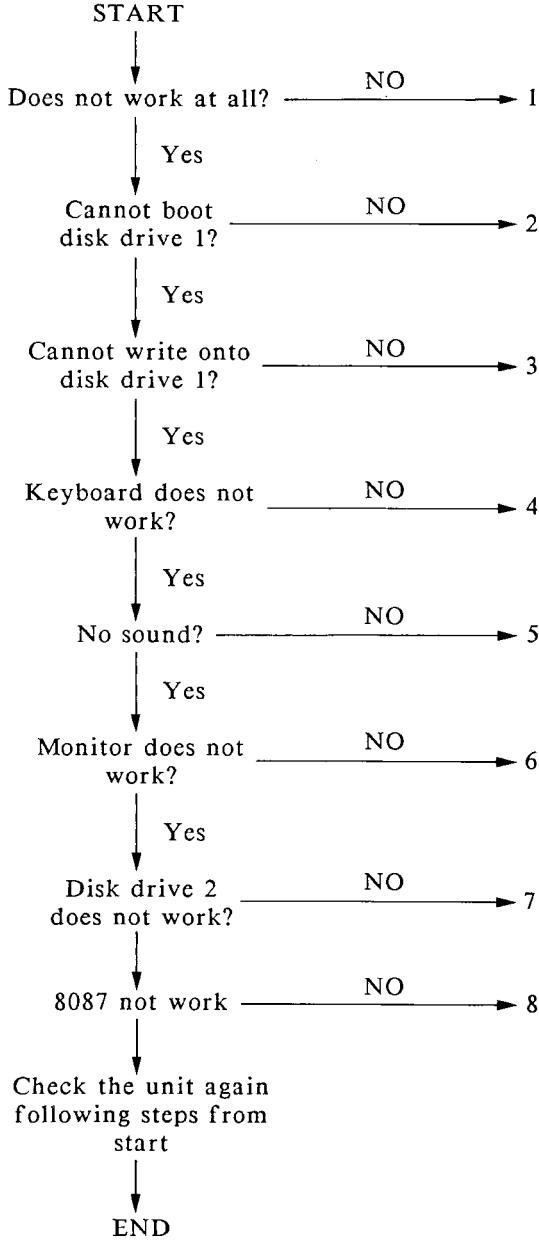 START
Does not work at all?
NO
1
Yes
Cannot boot
disk drive 1?
NO
2
Yes
Cannot write onto
disk drive 1?
NO
3
Yes
Keyboard does not
work?
NO
4
Yes
No sound?
NO
5
Yes
Monitor does not
work?
NO
6
Yes
Disk drive 2
does not work?
NO
7
8087 not work
NO
8
Check the unit again
following steps from
start
END